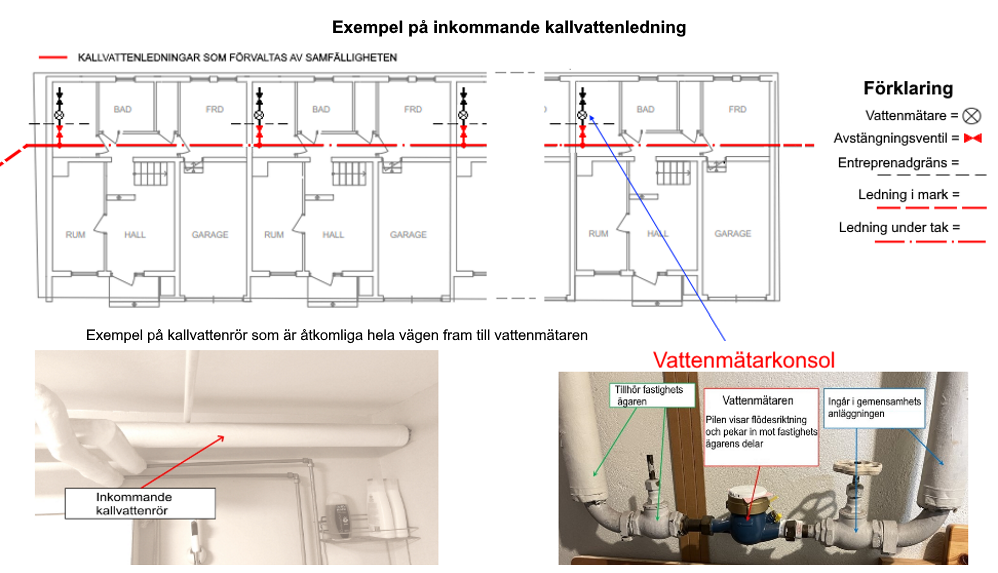 Exempel på inkommande kallvattenledning
KALLVATTENLEDNINGAR SOM FÖRVALTAS AV SAMFÄLLIGHETEN
BAD
FRD
BAD
FRD
BAD
FRD
RUM
HALL
GARAGE
RUM
HALL
GARAGE
RUM
HALL
GARAGE
Förklaring
Vattenmätare =
Avstängningsventil =
Entreprenadgräns =
Ledning i mark =
Ledning under tak =
Exempel på kallvattenrör som är åtkomliga hela vägen fram till vattenmätaren
Inkommande
kallvattenrör
Vattenmätarkonsol
Tillhör fastighets
ägaren
Vattenmätaren
Pilen visar flödesriktning
och pekar in mot fastighets
ägarens delar
Ingår i gemensamhets
anläggningen